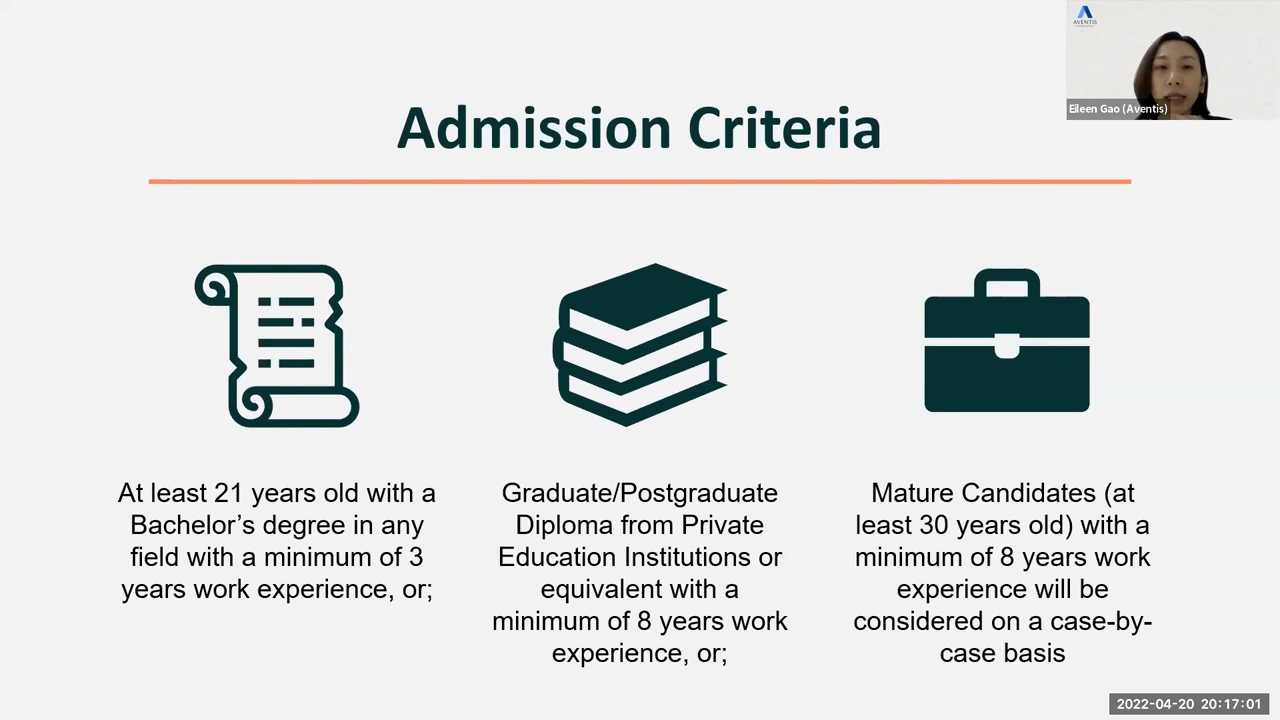 AVENTIS
Eileen Gao (Aventis)
Admission Criteria
At least 21 years old with a
Bachelor’s degree in any
field with a minimum of 3
years work experience, or;
Graduate/Postgraduate
Diploma from Private
Education Institutions or
equivalent with a
minimum of 8 years work
experience, or;
Mature Candidates (at
least 30 years old) with a
minimum of 8 years work
experience will be
considered on a case-by-
case basis
2022-04-20 20:17:01